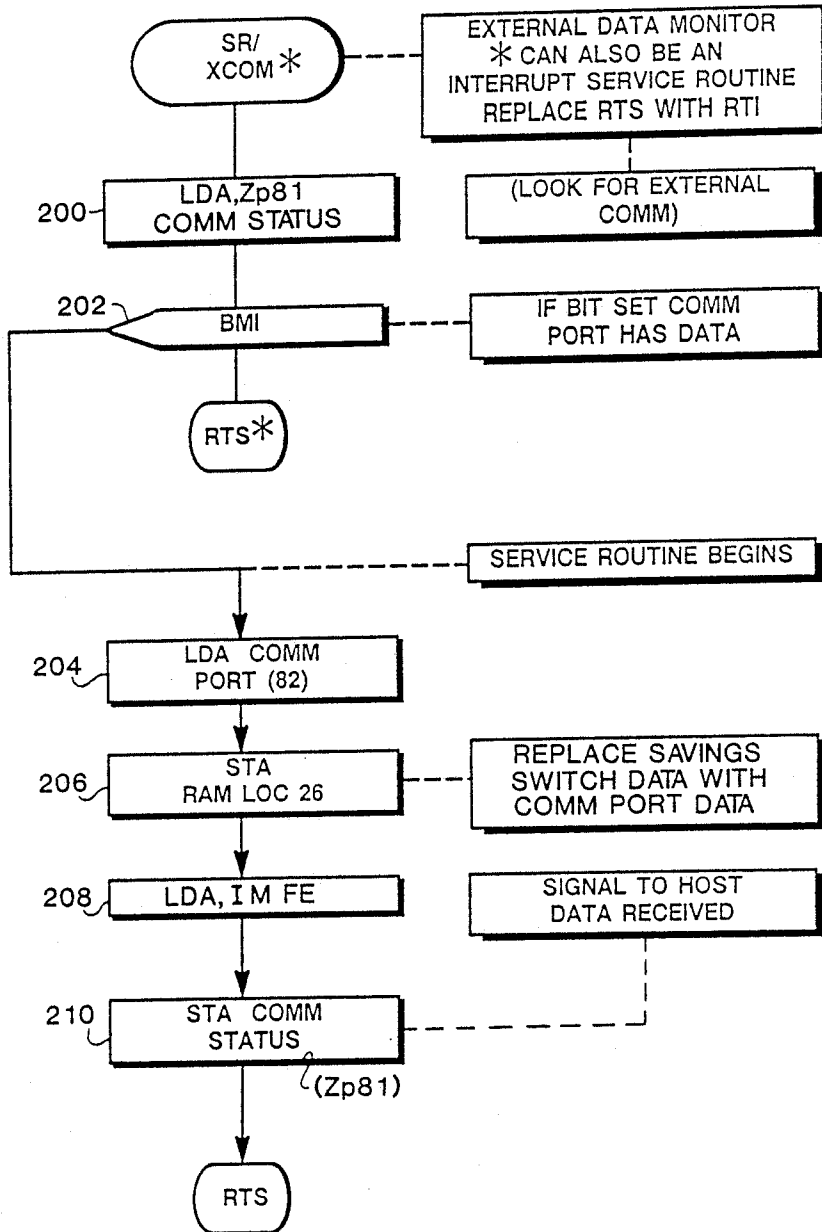 SR/
XCOM*
EXTERNAL DATA MONITOR
* CAN ALSO BE AN
INTERRUPT SERVICE ROUTINE
REPLACE RTS WITH RTI
200
LDA,Zp81
COMM STATUS
(LOOK FOR EXTERNAL
COMM)
202
BMI
IF BIT SET COMM
PORT HAS DATA
RTS*
SERVICE ROUTINE BEGINS
204
LDA COMM
PORT (82)
206
STA
RAM LOC 26
REPLACE SAVINGS
SWITCH DATA WITH
COMM PORT DATA
208
LDA, IM FE
SIGNAL TO HOST
DATA RECEIVED
210
STA COMM
STATUS
(Zp81)
RTS